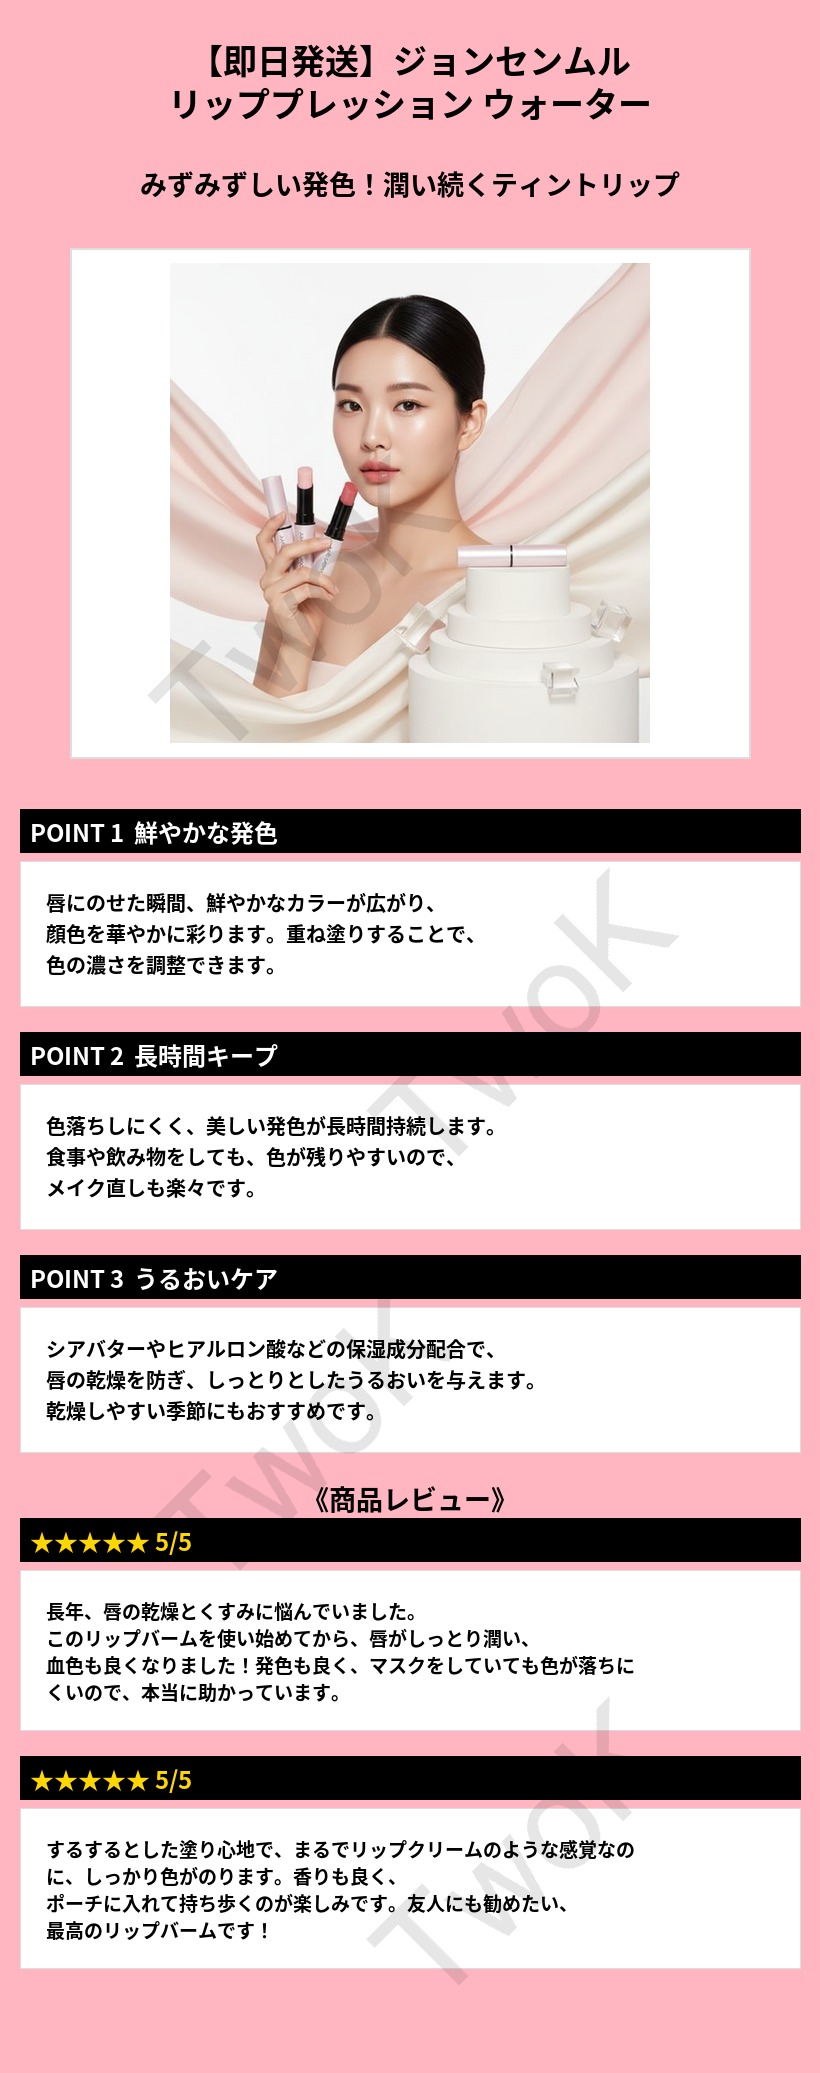 【即日発送】ジョンセンムル
リッププレッション ウォーター
みずみずしい発色！潤い続くティントリップ
TwoK
POINT 1 鮮やかな発色
唇にのせた瞬間、鮮やかなカラーが広がり、
顔色を華やかに彩ります。重ね塗りすることで、
色の濃さを調整できます。
TwoK
POINT 2 長時間キープ
色落ちしにくく、美しい発色が長時間持続します。
食事や飲み物をしても、色が残りやすいので、
メイク直しも楽々です。
POINT 3 うるおいケア
シアバターやヒアルロン酸などの保湿成分配合で、
唇の乾燥を防ぎ、しっとりとしたうるおいを与えます。
乾燥しやすい季節にもおすすめです。
TwoK
《商品レビュー》
★★★★★ 5/5
長年、唇の乾燥とくすみに悩んでいました。
このリップバームを使い始めてから、唇がしっとり潤い、
血色も良くなりました！発色も良く、マスクをしていても色が落ちに
くいので、本当に助かっています。
★★★★★ 5/5
するするとした塗り心地で、まるでリップクリームのような感覚なの
に、しっかり色がのります。香りも良く、
ポーチに入れて持ち歩くのが楽しみです。友人にも勧めたい、
最高のリップバームです！
TwoK